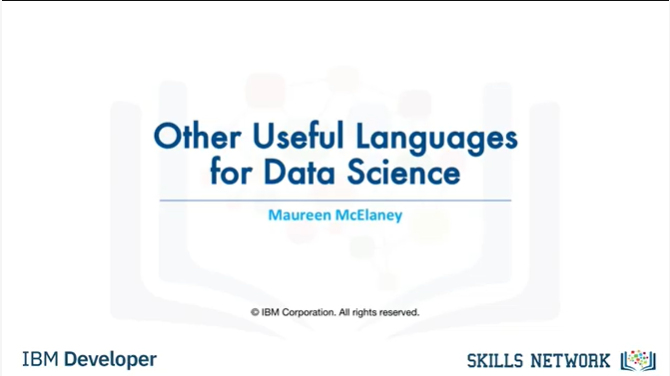 Other Useful Languages
for Data Science
Maureen McElaney
© IBM Corporation. All rights reserved.
IBM Developer
SKILLS NETWORK